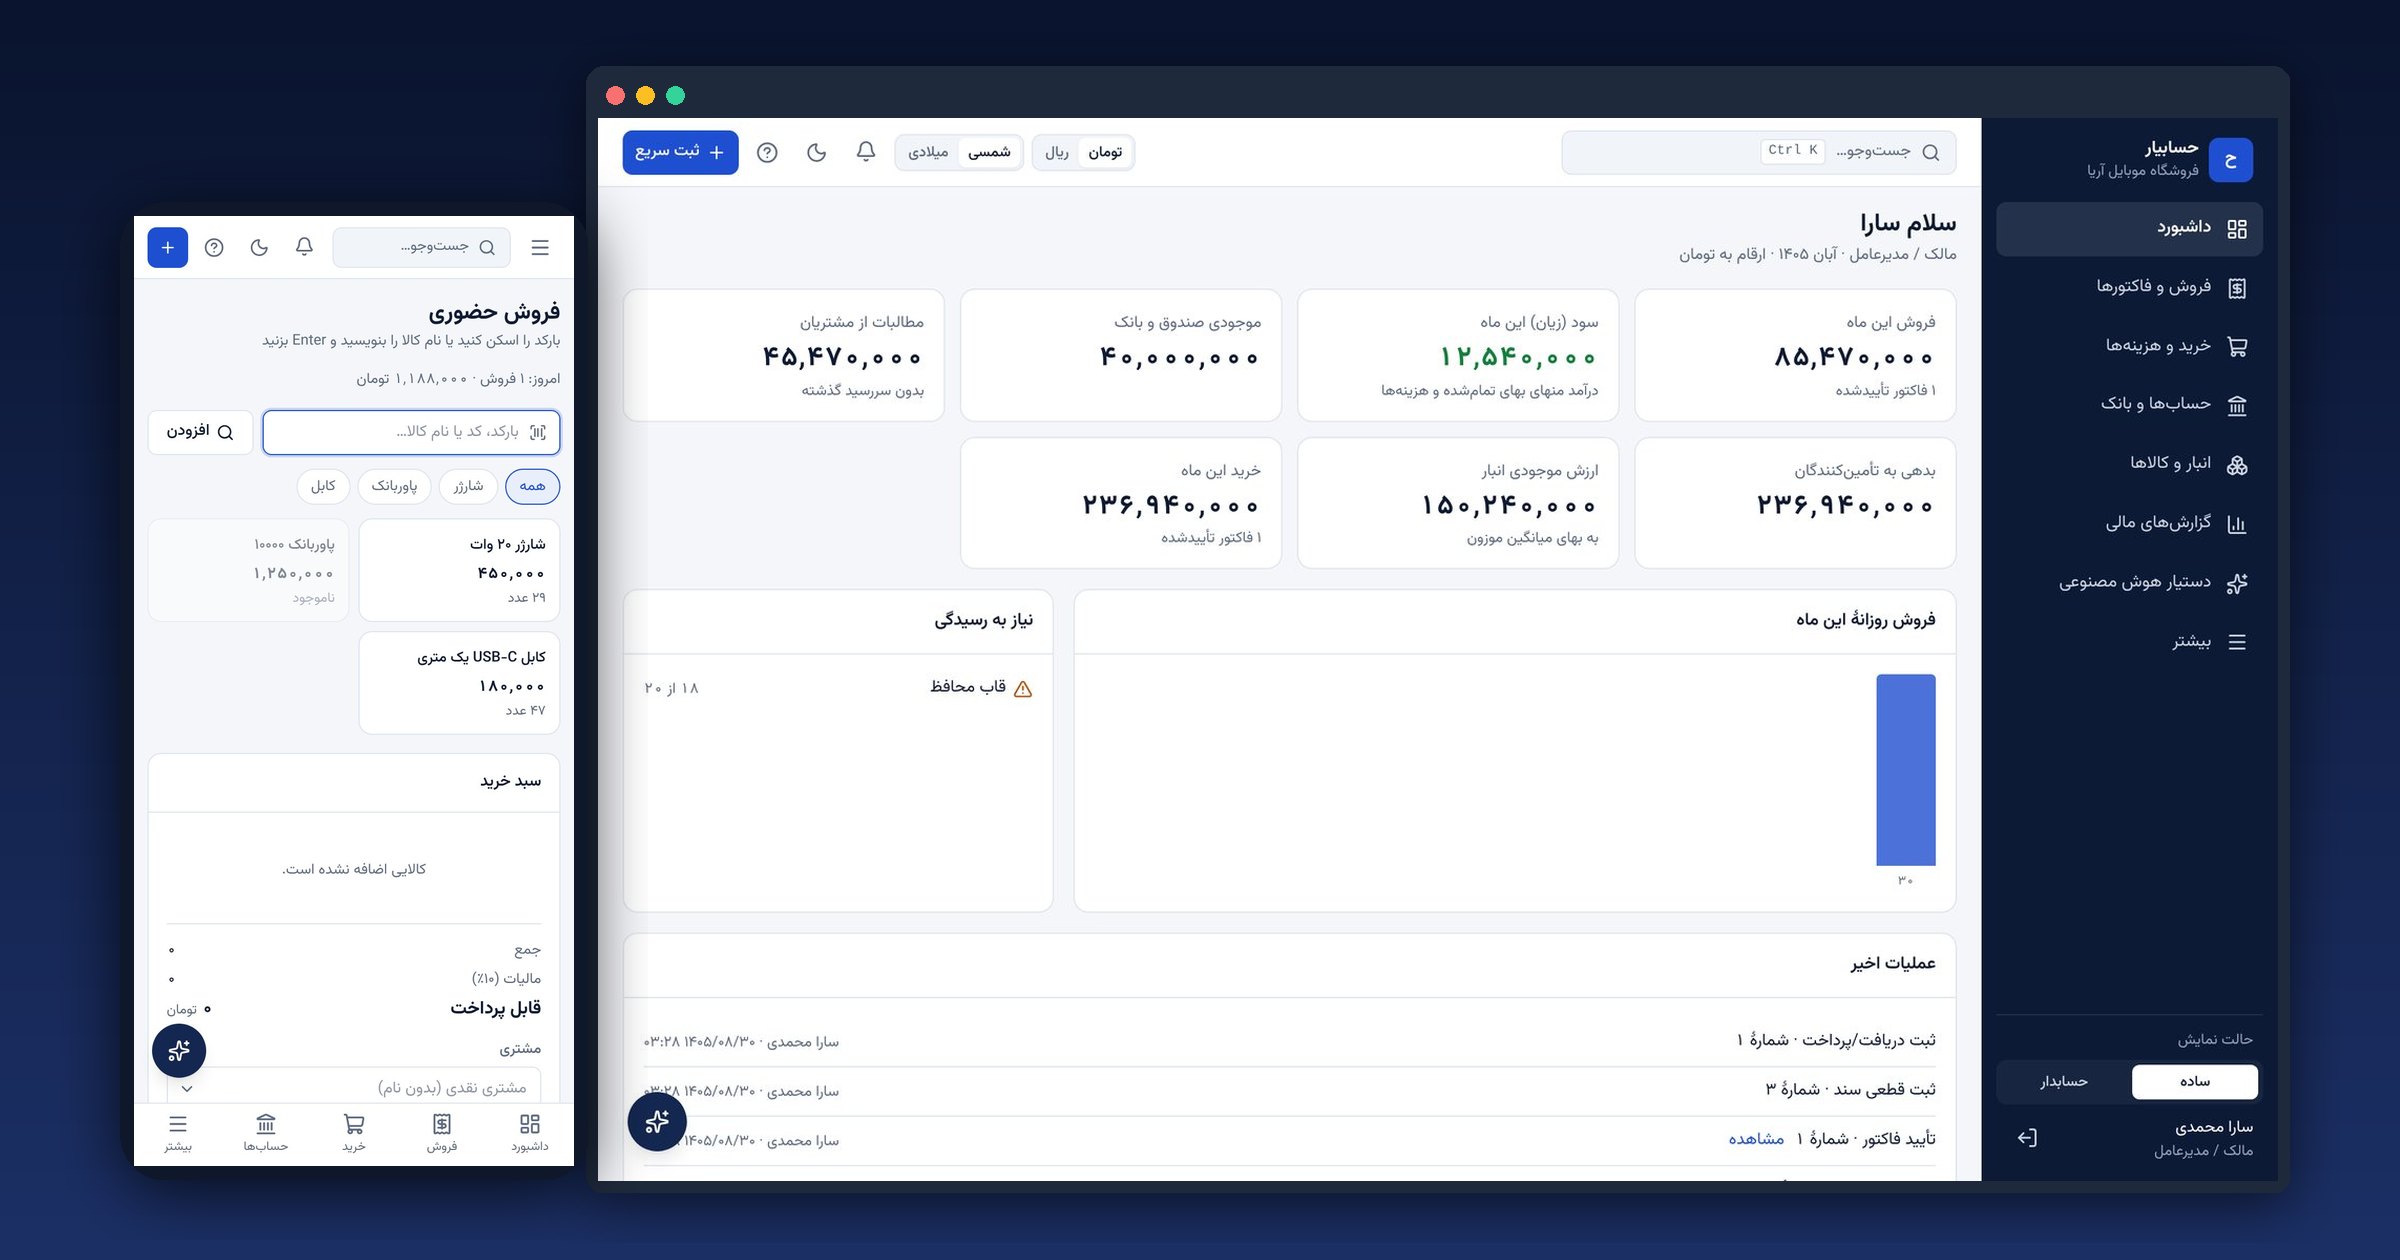 حسابیار
فروشگاه موبایل آریا
ح
داشبورد
فروش و فاکتورها
خرید و هزینه‌ها
حساب‌ها و بانک
انبار و کالاها
گزارش‌های مالی
دستیار هوش مصنوعی
بیشتر
حالت نمایش
ساده
حسابدار
سارا محمدی
مالک / مدیرعامل
جست‌وجو...
Ctrl K
تومان
ریال
شمسی
میلادی
ثبت سریع
سلام سارا
مالک / مدیرعامل · آبان ۱۴۰۵ · ارقام به تومان
فروش این ماه
۸۵,۴۷۰,۰۰۰
۱ فاکتور تأییدشده
سود (زیان) این ماه
۱۲,۵۴۰,۰۰۰
درآمد منهای بهای تمام‌شده و هزینه‌ها
موجودی صندوق و بانک
۴۰,۰۰۰,۰۰۰
مطالبات از مشتریان
۴۵,۴۷۰,۰۰۰
بدون سررسید گذشته
بدهی به تأمین‌کنندگان
۲۳۶,۹۴۰,۰۰۰
ارزش موجودی انبار
۱۵۰,۲۴۰,۰۰۰
به بهای میانگین موزون
خرید این ماه
۲۳۶,۹۴۰,۰۰۰
۱ فاکتور تأییدشده
فروش روزانهٔ این ماه
۳۰
نیاز به رسیدگی
قاب محافظ
۱۸ از ۲۰
عملیات اخیر
ثبت دریافت/پرداخت · شمارهٔ ۱
سارا محمدی · ۱۴۰۵/۰۸/۳۰ ۰۳:۲۸
ثبت قطعی سند · شمارهٔ ۳
سارا محمدی · ۱۴۰۵/۰۸/۳۰ ۰۳:۲۸
تأیید فاکتور · شمارهٔ ۱ مشاهده
سارا محمدی · ۱۴۰۵/۰۸/۳۰
جست‌وجو...
فروش حضوری
بارکد را اسکن کنید یا نام کالا را بنویسید و Enter بزنید
امروز: ۱ فروش · ۱,۱۸۸,۰۰۰ تومان
بارکد، کد یا نام کالا...
افزودن
همه
شارژر
پاوربانک
کابل
شارژر ۲۰ وات
۴۵۰,۰۰۰
۲۹ عدد
پاوربانک ۱۰۰۰۰
۱,۲۵۰,۰۰۰
ناموجود
کابل USB-C یک متری
۱۸۰,۰۰۰
۴۷ عدد
سبد خرید
کالایی اضافه نشده است.
جمع ۰
مالیات (۱۰٪) ۰
قابل پرداخت ۰ تومان
مشتری
مشتری نقدی (بدون نام)
داشبورد
فروش
خرید
حساب‌ها
بیشتر